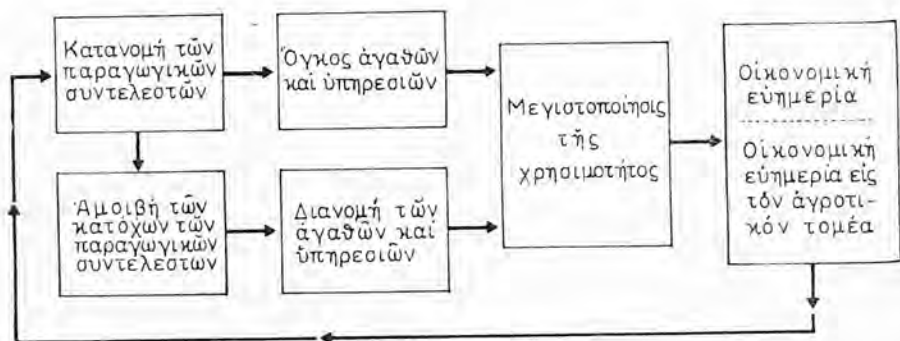 Κατανομή τῶν
παραγωγικῶν
συντελεστῶν
Ὄγκος ἀγαθῶν
καί ὑπηρεσιῶν
Μεγιστοποίησις
τῆς
χρησιμοτήτος
Οἰκονομική
εὐημερία
Οἰκονομική
εὐημερία εἰς
τόν ἀγροτι-
κόν τομέα
Ἀμοιβή τῶν
κατόχων τῶν
παραγωγικῶν
συντελεστῶν
Διανομή τῶν
ἀγαθῶν καί
ὑπηρεσιῶν